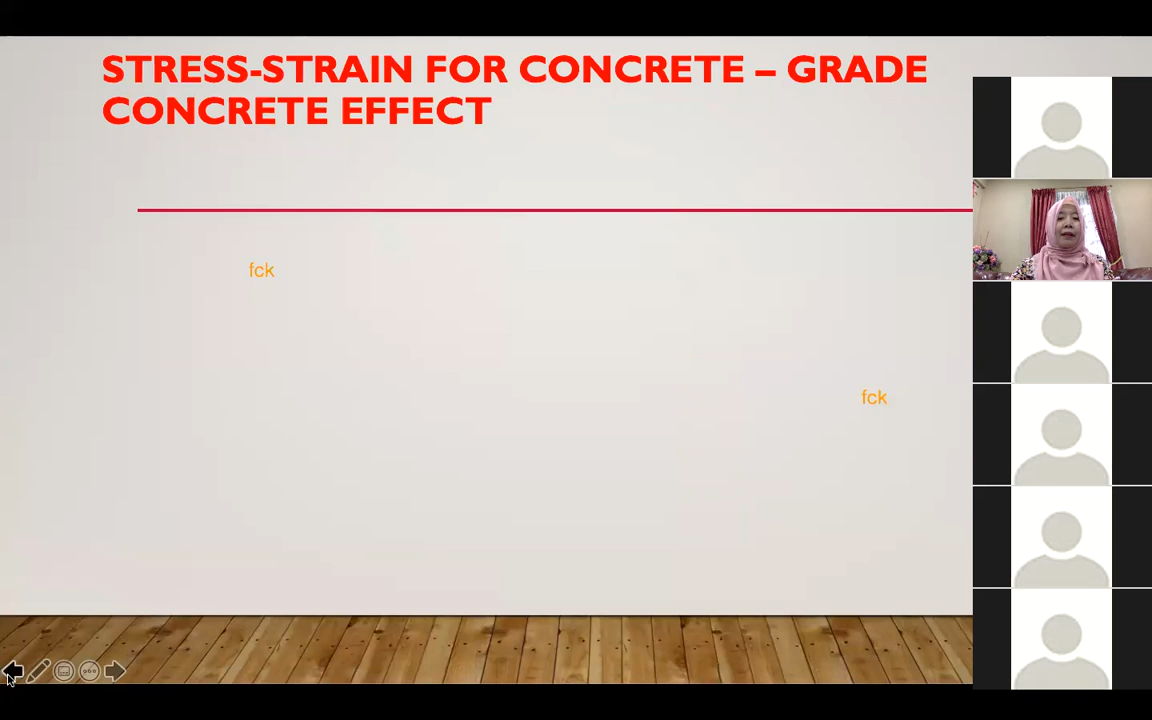 STRESS-STRAIN FOR CONCRETE – GRADE
CONCRETE EFFECT
fck
fck